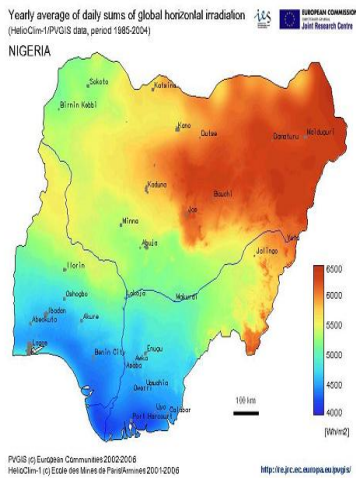 Yearly average of daily sums of global horizontal irradiation
(HelioClim-1/PVGIS data, period 1985-2004)
ies
EUROPEAN COMMISSION
Joint Research Centre
NIGERIA
Sokoto
Katsina
Birnin Kebbi
Kano
Dutse
Damaturu
Maiduguri
Kaduna
Bauchi
Jos
Minna
Abuja
Yola
Jalingo
Ilorin
Oshogbo
Lokoja
Makurdi
Ibadan
Abeokuta
Akure
Lagos
Benin City
Enugu
Awka
Asaba
Umuahia
Owerri
Uyo
Calabar
Port Harcourt
6500
6000
5500
5000
4500
4000
[Wh/m2]
100 km
PVGIS (c) European Communities 2002-2006
HelioClim-1 (c) Ecole des Mines de Paris/Armines 2001-2006
http://re.jrc.ec.europa.eu/pvgis/